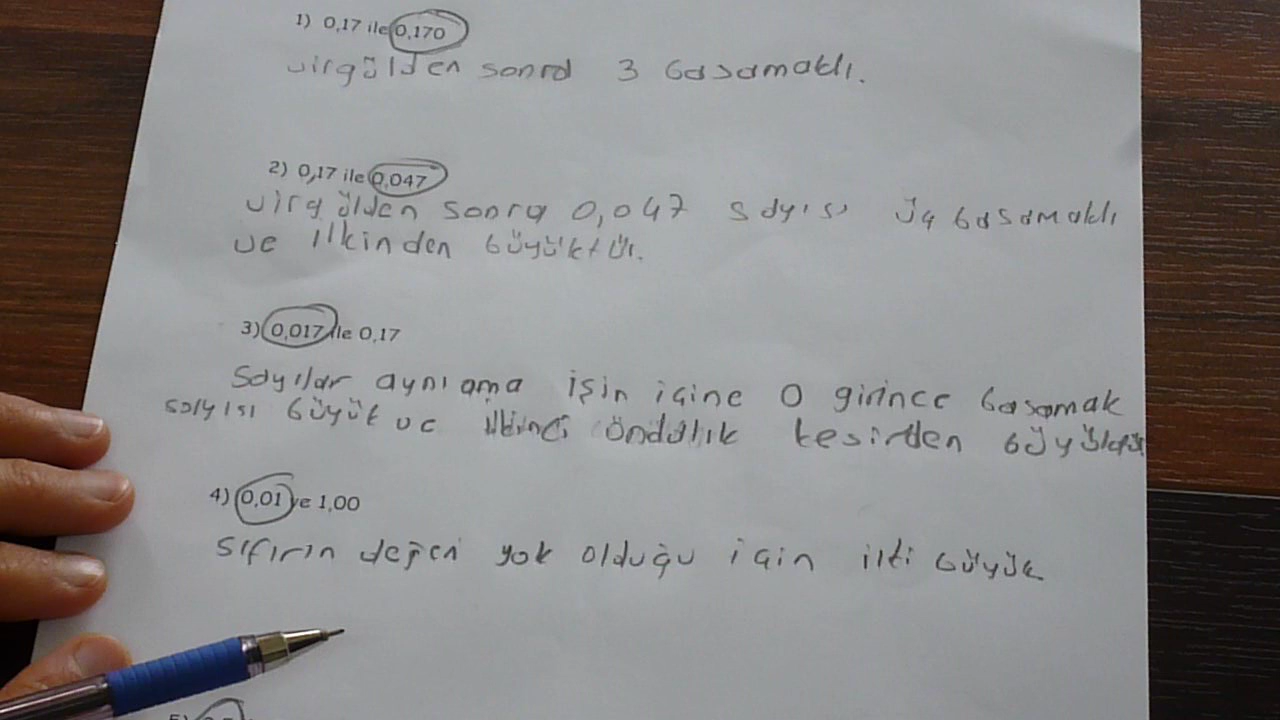 1) 0,17 ile 0,170
virgülden sonra 3 basamaklı.
2) 0,17 ile 0,047
virgülden sonra 0,047 sayısı üç basamaklı
ve ilkinden büyüktür.
3) 0,017 ile 0,17
Sayılar aynı ama işin içine 0 girince basamak
sayısı büyük ve ikinci öndalık kesirden büyüktür
4) 0,01 ve 1,00
sıfırın değeri yok olduğu için ilki büyük
5)